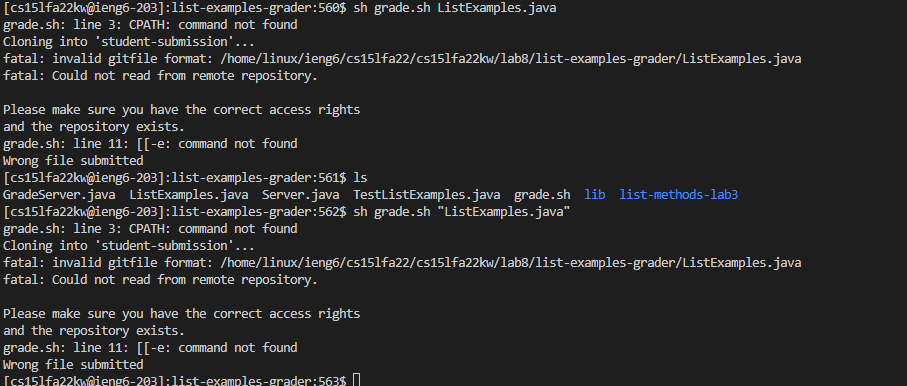 [cs15lfa22kw@ieng6-203]:list-examples-grader:560$ sh grade.sh ListExamples.java
grade.sh: line 3: CPATH: command not found
Cloning into 'student-submission'...
fatal: invalid gitfile format: /home/linux/ieng6/cs15lfa22/cs15lfa22kw/lab8/list-examples-grader/ListExamples.java
fatal: Could not read from remote repository.

Please make sure you have the correct access rights
and the repository exists.
grade.sh: line 11: [[-e: command not found
Wrong file submitted
[cs15lfa22kw@ieng6-203]:list-examples-grader:561$ ls
GradeServer.java  ListExamples.java  Server.java  TestListExamples.java  grade.sh  lib  list-methods-lab3
[cs15lfa22kw@ieng6-203]:list-examples-grader:562$ sh grade.sh "ListExamples.java"
grade.sh: line 3: CPATH: command not found
Cloning into 'student-submission'...
fatal: invalid gitfile format: /home/linux/ieng6/cs15lfa22/cs15lfa22kw/lab8/list-examples-grader/ListExamples.java
fatal: Could not read from remote repository.

Please make sure you have the correct access rights
and the repository exists.
grade.sh: line 11: [[-e: command not found
Wrong file submitted
[cs15lfa22kw@ieng6-203]:list-examples-grader:563$